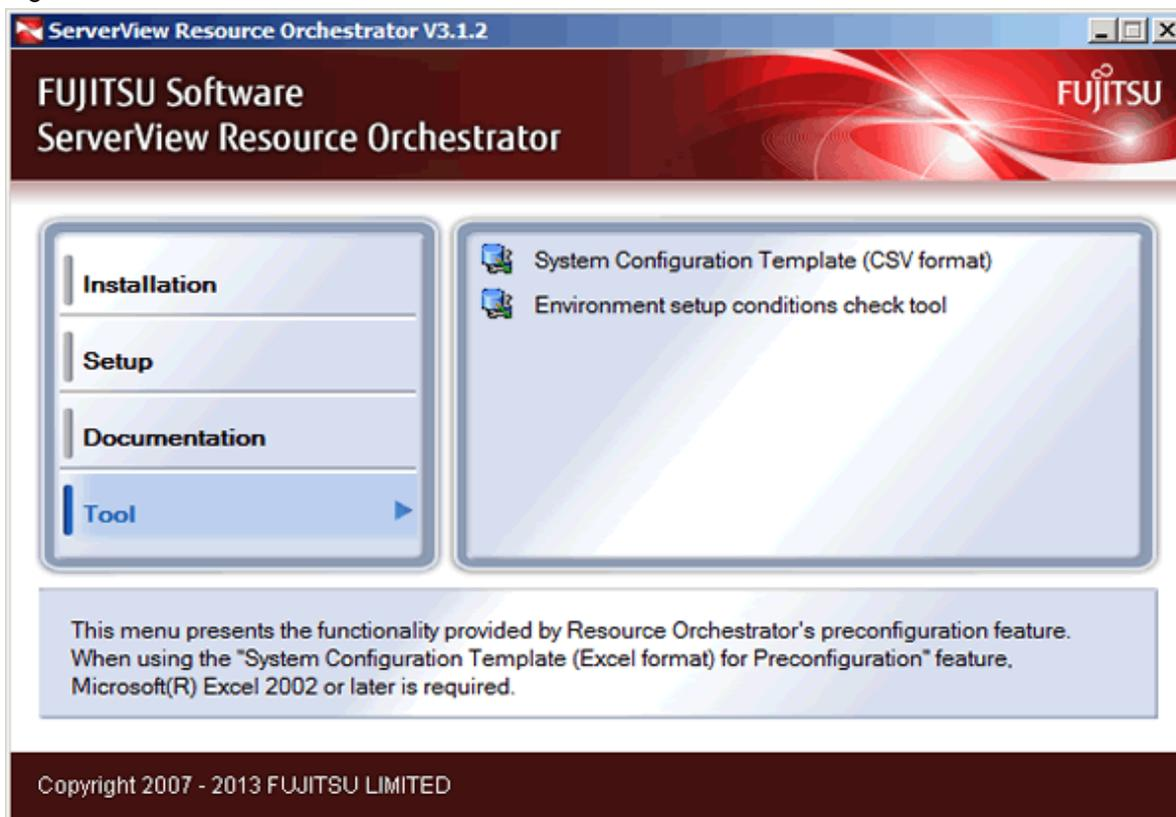 ServerView Resource Orchestrator V3.1.2
FUJITSU Software
ServerView Resource Orchestrator
FUJITSU
Installation
Setup
Documentation
Tool
System Configuration Template (CSV format)
Environment setup conditions check tool
This menu presents the functionality provided by Resource Orchestrator's preconfiguration feature.
When using the "System Configuration Template (Excel format) for Preconfiguration" feature,
Microsoft(R) Excel 2002 or later is required.
Copyright 2007 - 2013 FUJITSU LIMITED